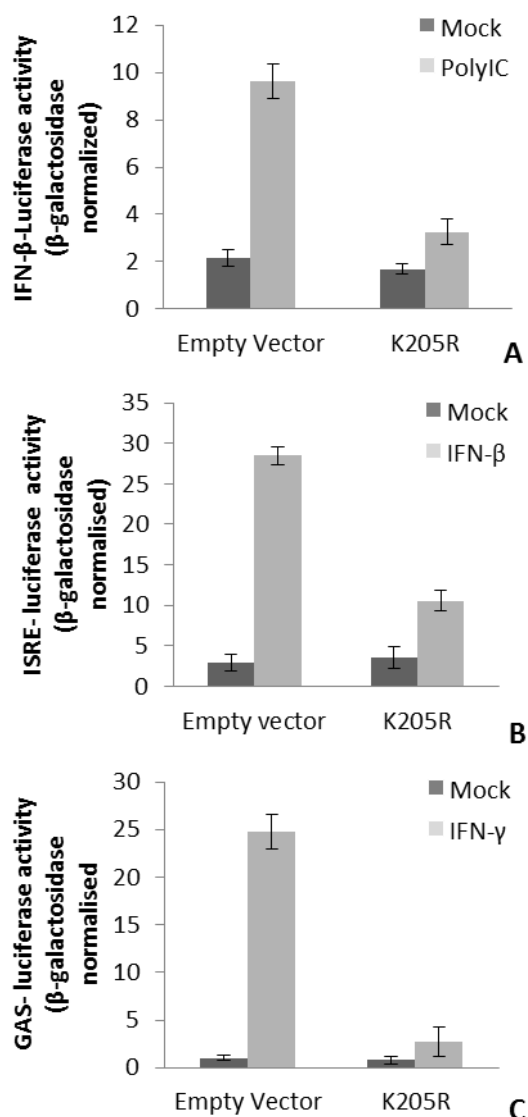 IFN-β-Luciferase activity
(β-galactosidase
normalized)
12
10
8
6
4
2
0
Mock
PolyIC
Empty Vector
K205R
A
ISRE- luciferase activity
(β-galactosidase
normalised)
35
30
25
20
15
10
5
0
Mock
IFN-β
Empty vector
K205R
B
GAS- luciferase activity
(β-galactosidase
normalised
30
25
20
15
10
5
0
Mock
IFN-γ
Empty Vector
K205R
C